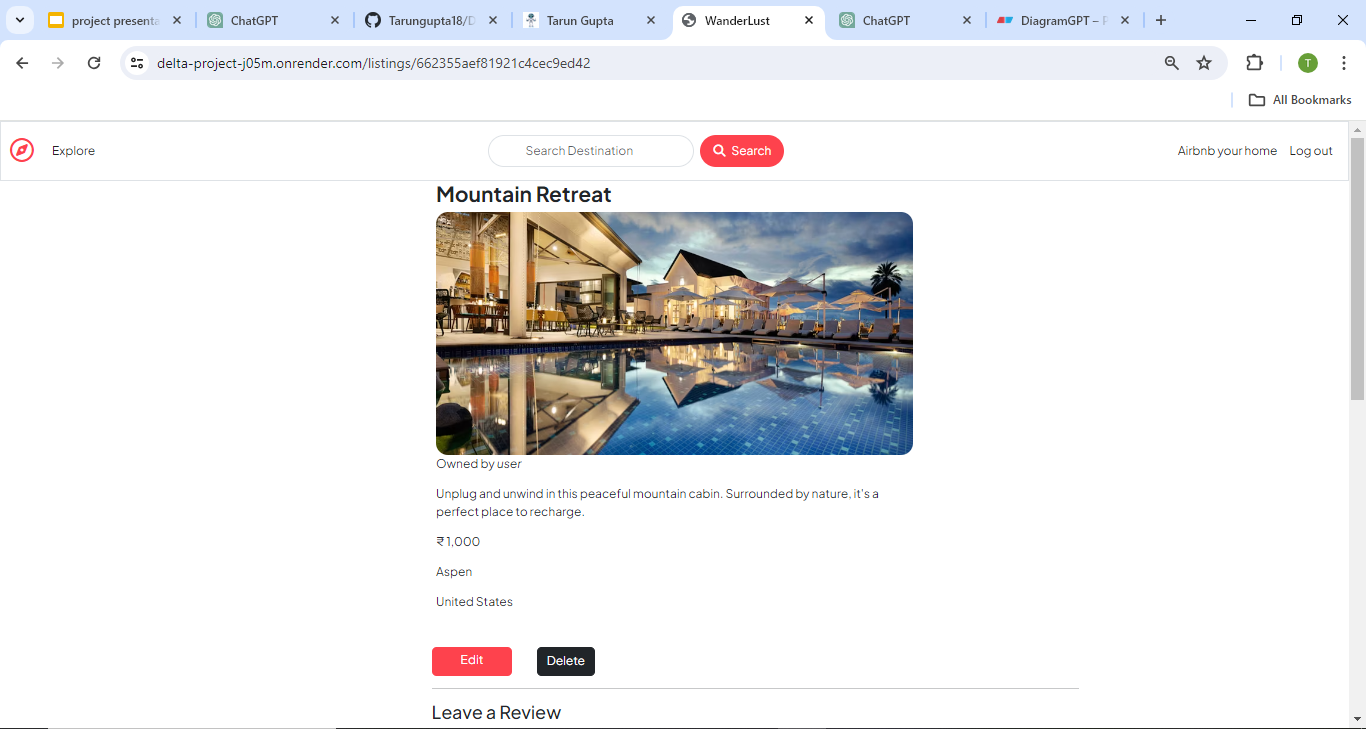 project presenta
ChatGPT
Tarungupta18/D
Tarun Gupta
WanderLust
ChatGPT
DiagramGPT – P
delta-project-j05m.onrender.com/listings/662355aef81921c4cec9ed42
T
All Bookmarks
Explore
Search Destination
Search
Airbnb your home
Log out
Mountain Retreat
Owned by user
Unplug and unwind in this peaceful mountain cabin. Surrounded by nature, it's a
perfect place to recharge.
₹1,000
Aspen
United States
Edit
Delete
Leave a Review